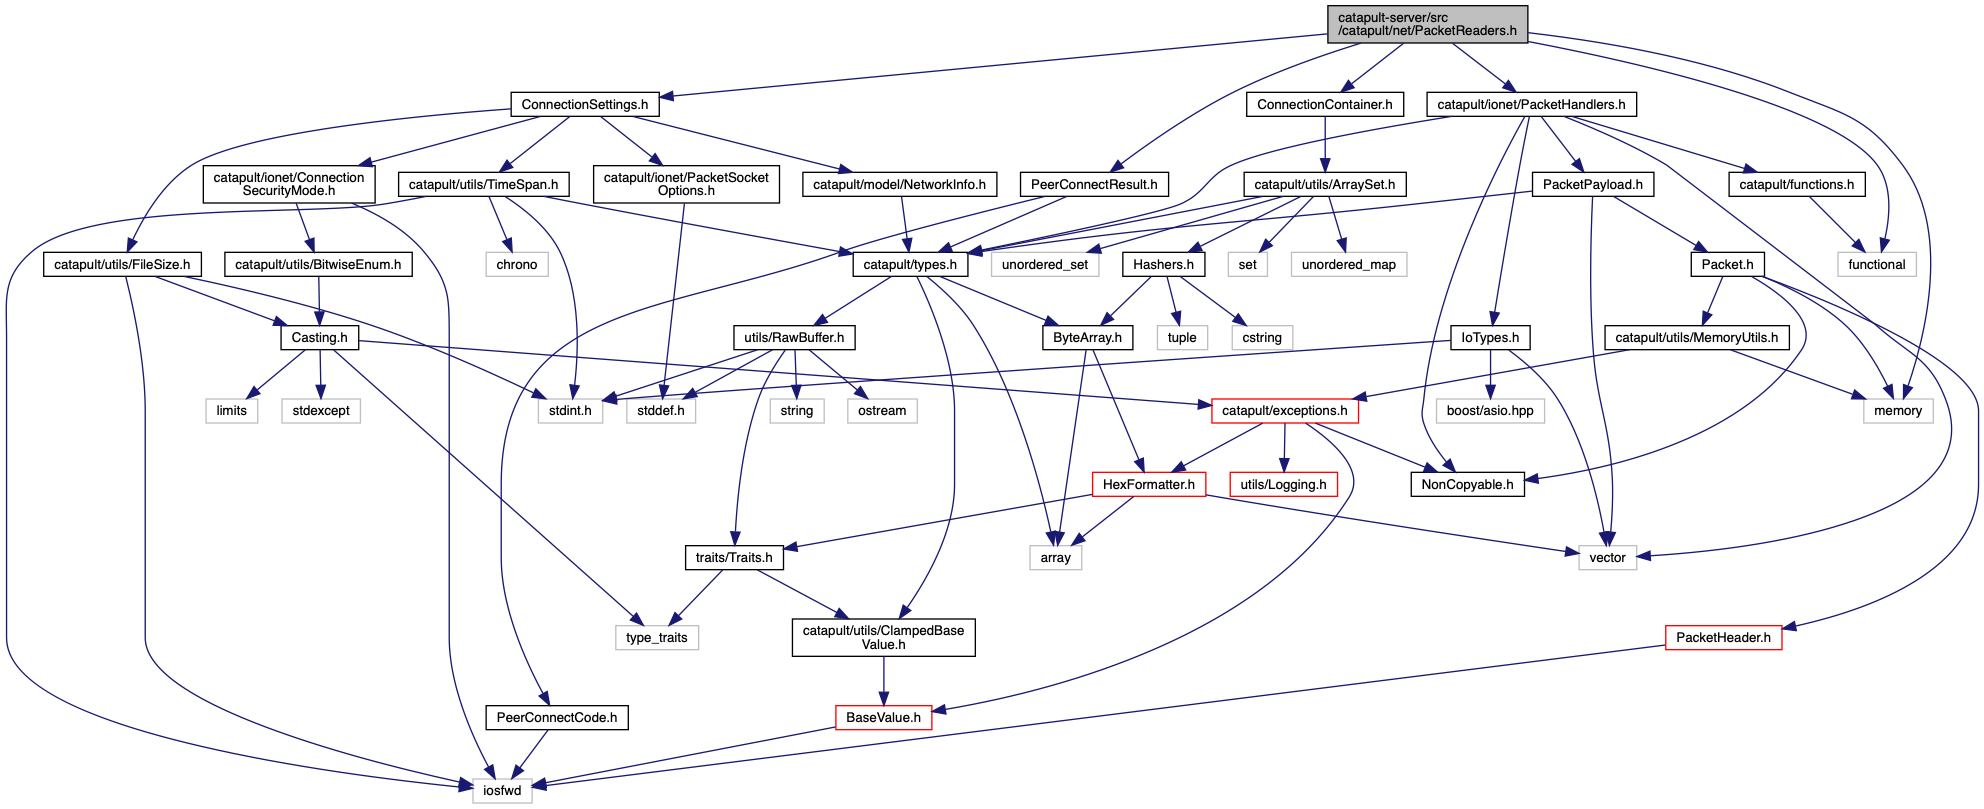 catapult-server/src
/catapult/net/PacketReaders.h
ConnectionSettings.h
ConnectionContainer.h
catapult/ionet/PacketHandlers.h
catapult/ionet/Connection
SecurityMode.h
catapult/utils/TimeSpan.h
catapult/ionet/PacketSocket
Options.h
catapult/model/NetworkInfo.h
PeerConnectResult.h
catapult/utils/ArraySet.h
PacketPayload.h
catapult/functions.h
catapult/utils/FileSize.h
catapult/utils/BitwiseEnum.h
chrono
catapult/types.h
unordered_set
Hashers.h
set
unordered_map
Packet.h
functional
Casting.h
utils/RawBuffer.h
ByteArray.h
tuple
cstring
IoTypes.h
catapult/utils/MemoryUtils.h
limits
stdexcept
stdint.h
stddef.h
string
ostream
catapult/exceptions.h
boost/asio.hpp
memory
HexFormatter.h
utils/Logging.h
NonCopyable.h
traits/Traits.h
array
vector
type_traits
catapult/utils/ClampedBase
Value.h
PacketHeader.h
PeerConnectCode.h
BaseValue.h
iosfwd